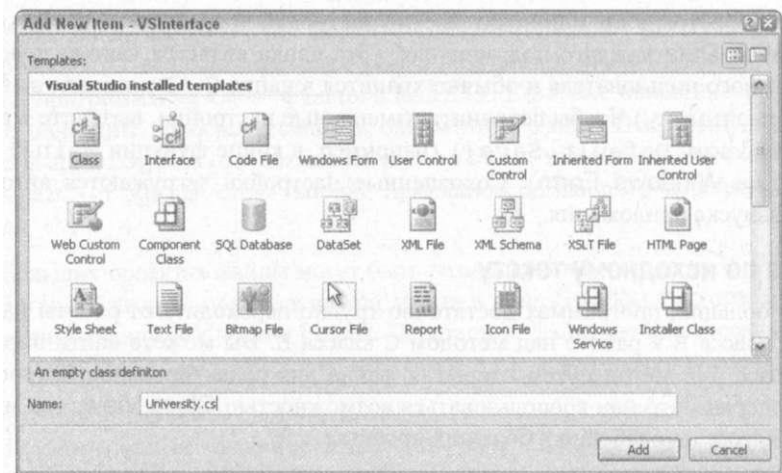 Add New Item - VSInterface
Templates:
Visual Studio installed templates
Class
Interface
Code File
Windows Form
User Control
Custom Control
Inherited Form
Inherited User Control
Web Custom Control
Component Class
SQL Database
DataSet
XML File
XML Schema
XSLT File
HTML Page
Style Sheet
Text File
Bitmap File
Cursor File
Report
Icon File
Windows Service
Installer Class
An empty class definiton
Name:
University.cs
Add
Cancel